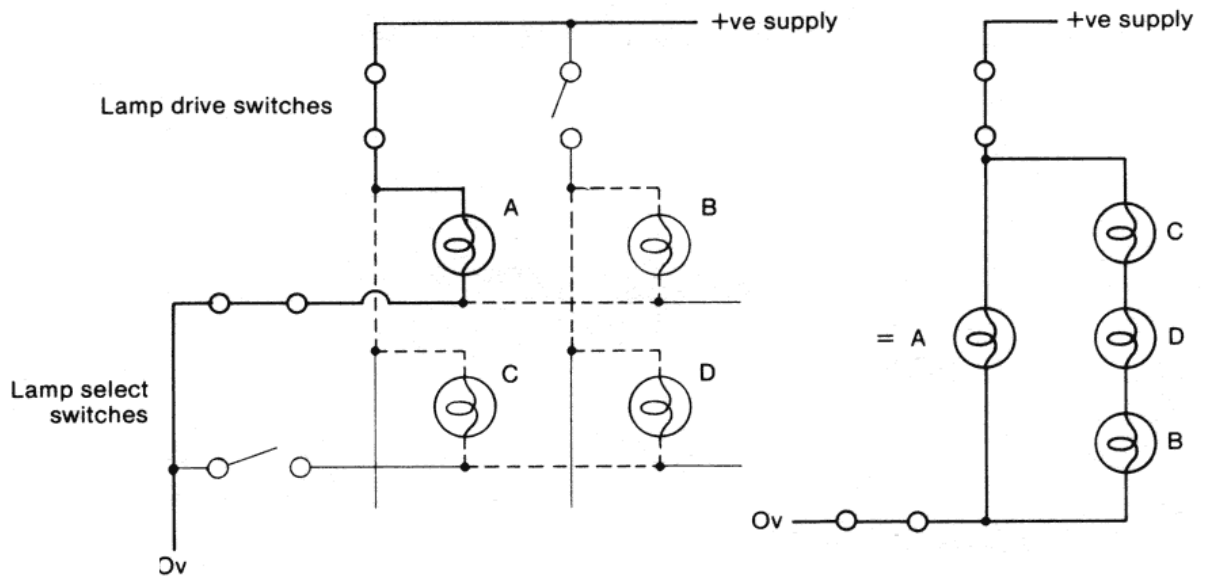 +ve supply
Lamp drive switches
A
B
Lamp select
switches
C
D
Ov
+ve supply
C
= A
D
B
Ov